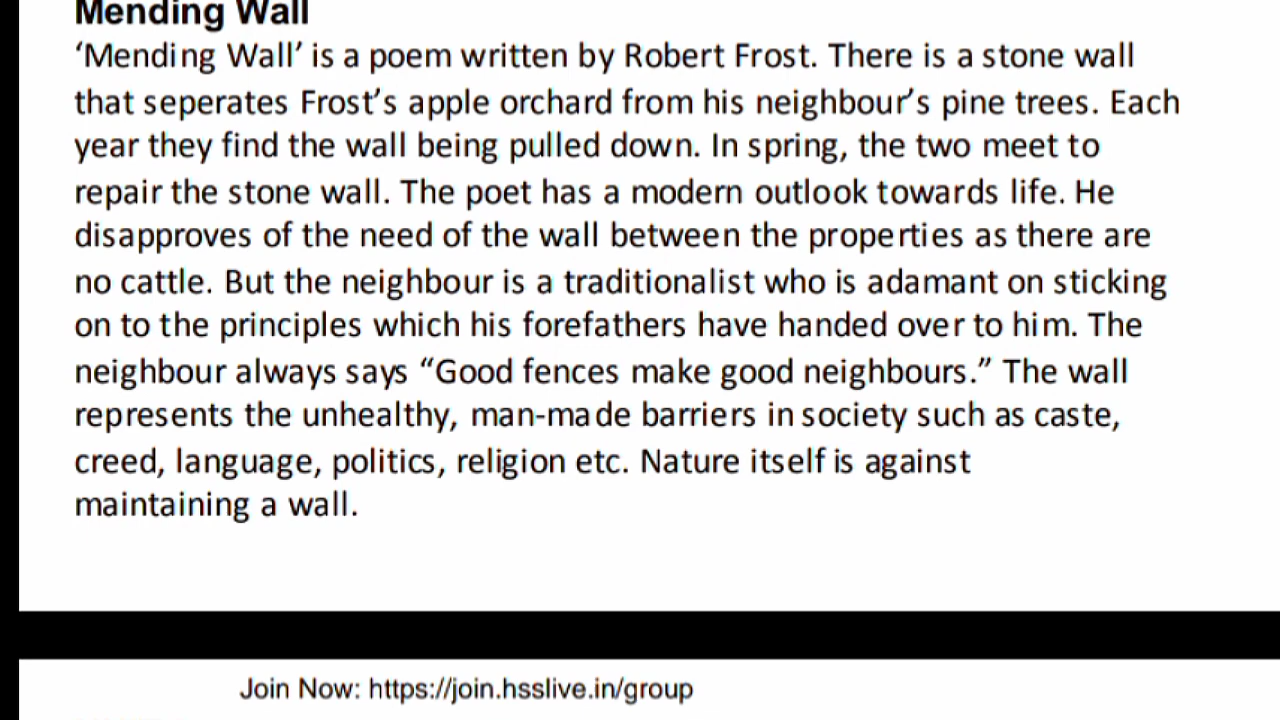 Mending Wall
‘Mending Wall’ is a poem written by Robert Frost. There is a stone wall
that seperates Frost’s apple orchard from his neighbour’s pine trees. Each
year they find the wall being pulled down. In spring, the two meet to
repair the stone wall. The poet has a modern outlook towards life. He
disapproves of the need of the wall between the properties as there are
no cattle. But the neighbour is a traditionalist who is adamant on sticking
on to the principles which his forefathers have handed over to him. The
neighbour always says “Good fences make good neighbours.” The wall
represents the unhealthy, man-made barriers in society such as caste,
creed, language, politics, religion etc. Nature itself is against
maintaining a wall.
Join Now: https://join.hsslive.in/group